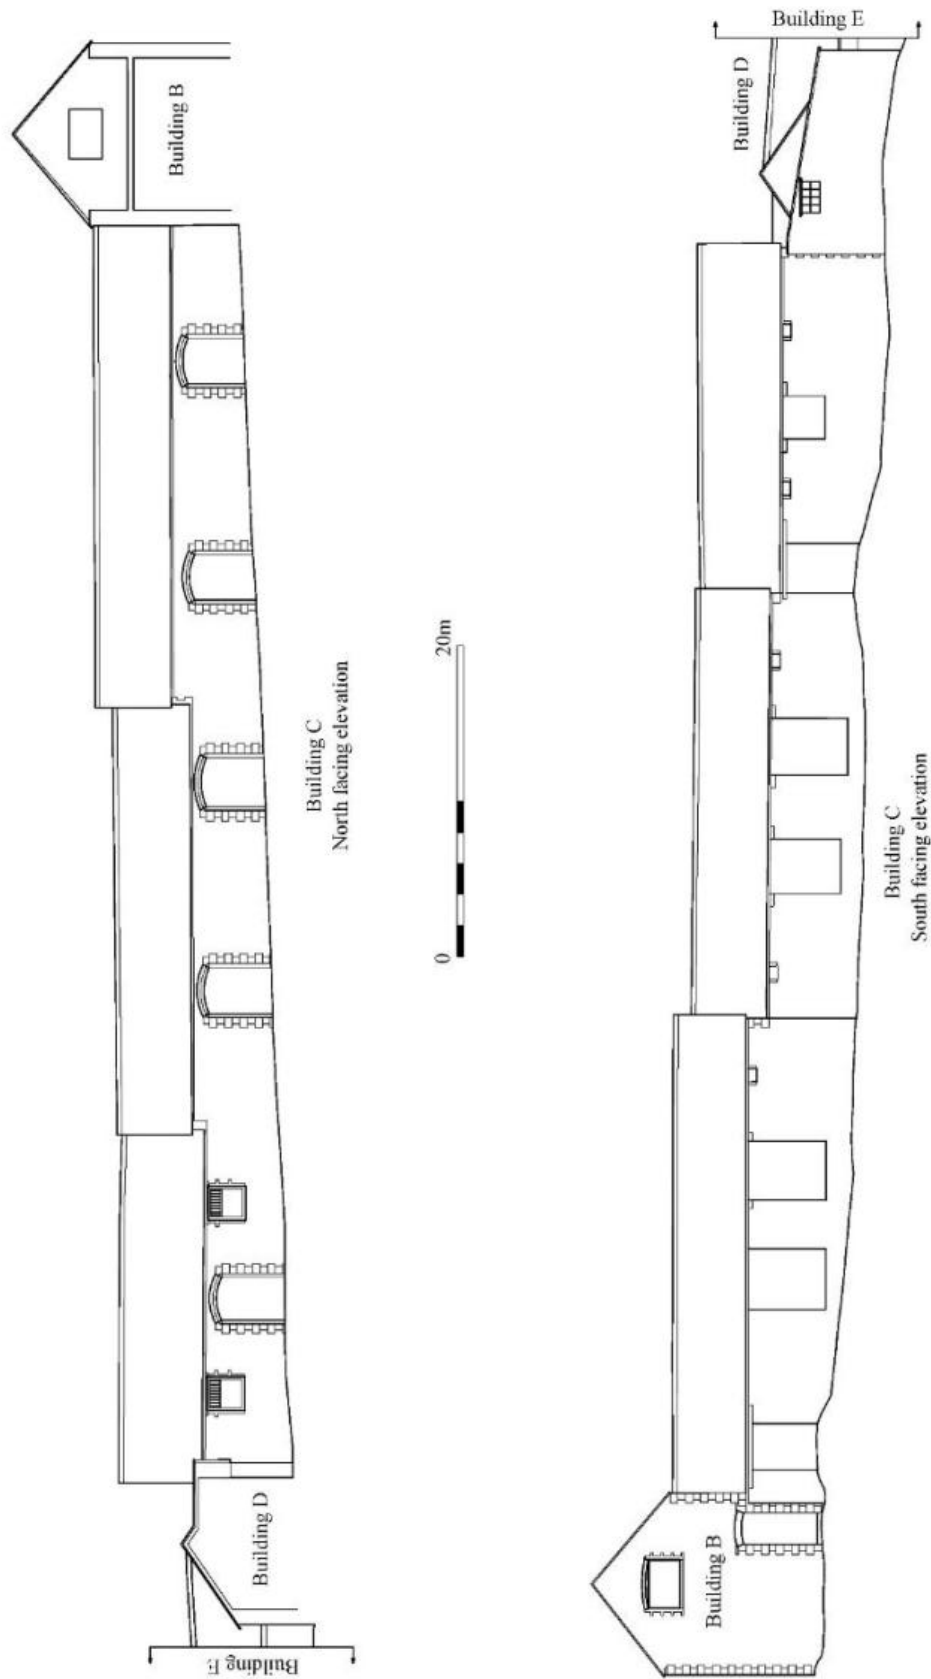 Building B
Building C
North facing elevation
Building D
Building E
0
20m
Building E
Building D
Building C
South facing elevation
Building B